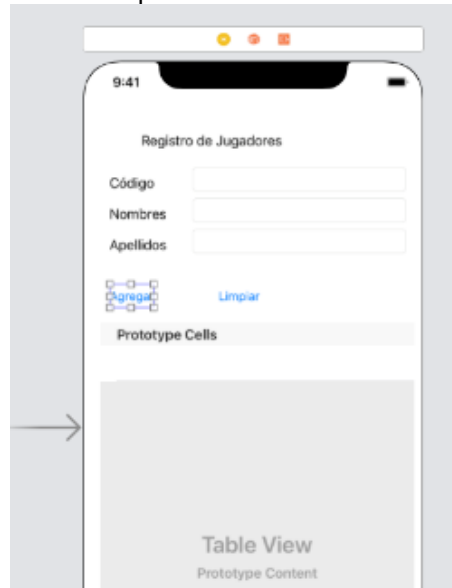 9:41
Registro de Jugadores
Código
Nombres
Apellidos
Agregar Limpiar
Prototype Cells
Table View
Prototype Content